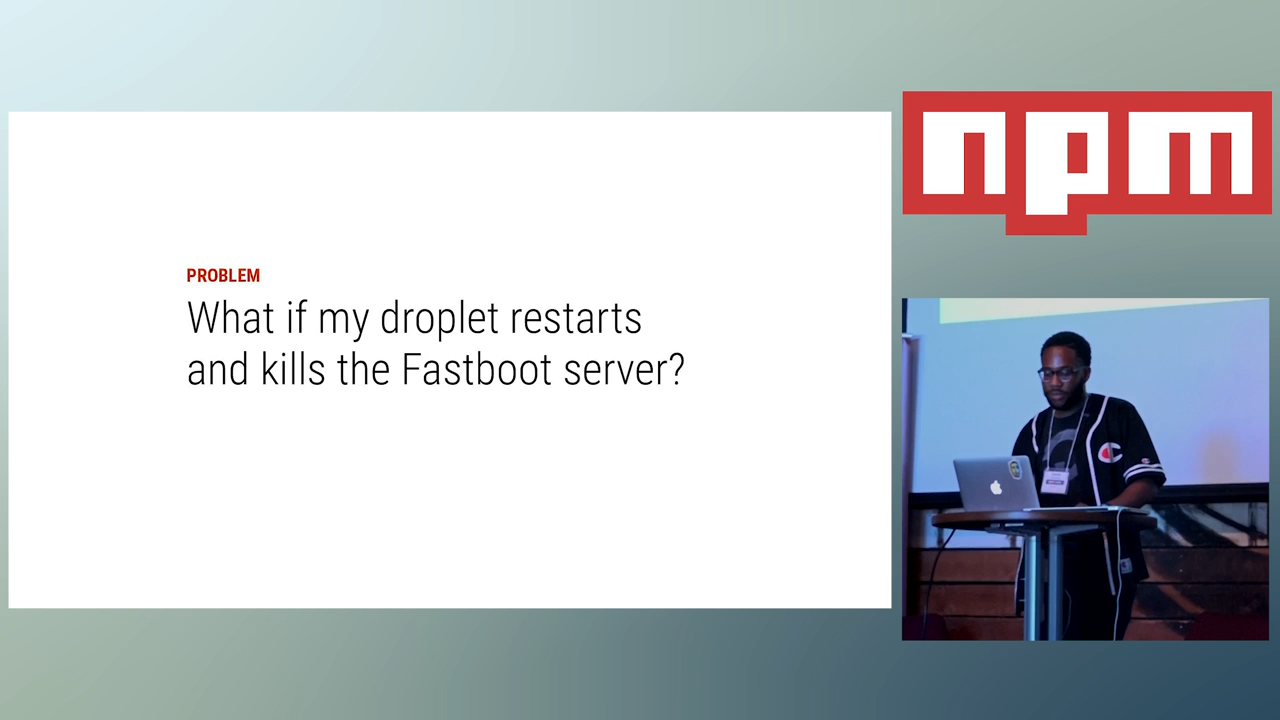 PROBLEM
What if my droplet restarts
and kills the Fastboot server?
npm
C